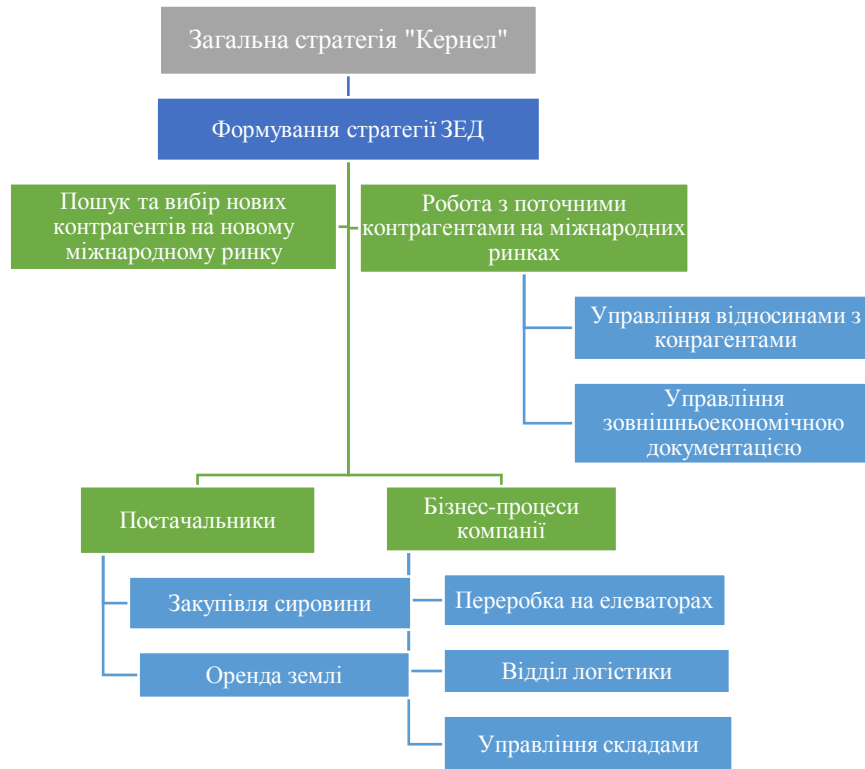 Загальна стратегія "Кернел"
Формування стратегії ЗЕД
Пошук та вибір нових
контрагентів на новому
міжнародному ринку
Робота з поточними
контрагентами на міжнародних
ринках
Управління відносинами з
конрагентами
Управління
зовнішньоекономічною
документацією
Постачальники
Бізнес-процеси
компанії
Закупівля сировини
Переробка на елеваторах
Оренда землі
Відділ логістики
Управління складами